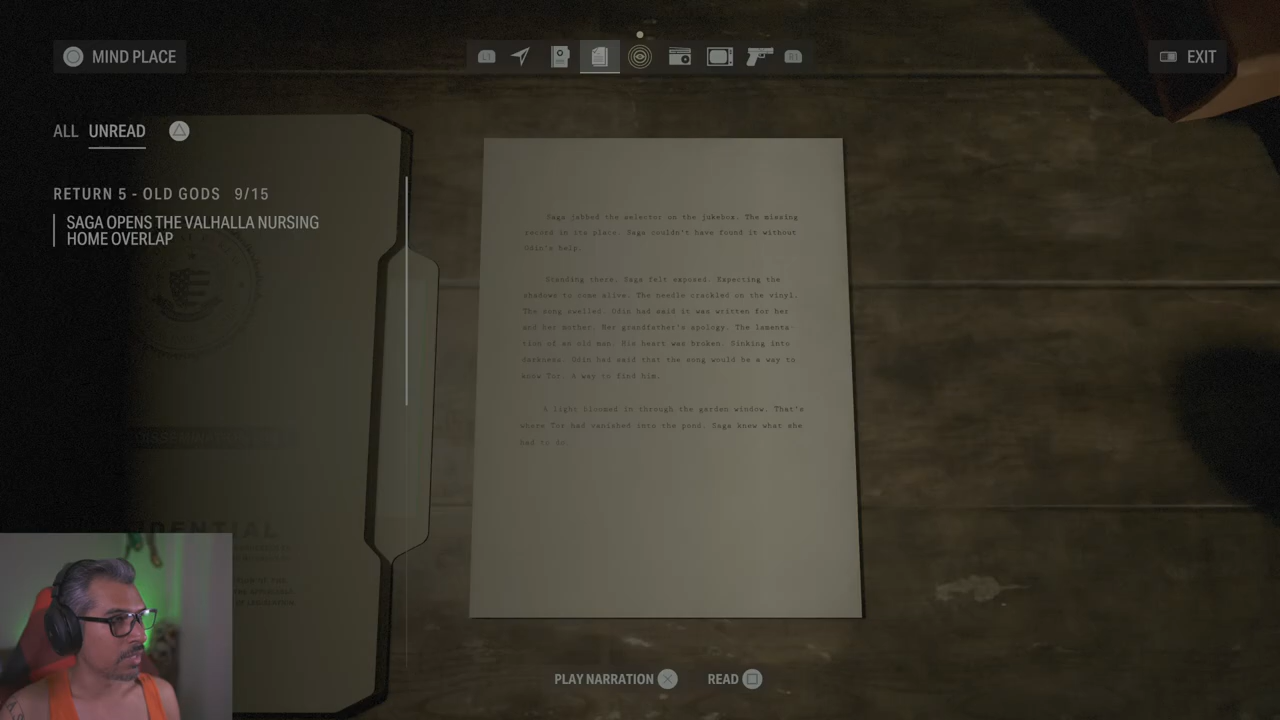 MIND PLACE
L1
R1
EXIT
ALL UNREAD
RETURN 5 - OLD GODS 9/15
SAGA OPENS THE VALHALLA NURSING
HOME OVERLAP
Saga jabbed the selector on the jukebox. The missing
record in its place. Saga couldn't have found it without
Odin's help.
Standing there, Saga felt exposed. Expecting the
shadows to come alive. The needle crackled on the vinyl.
The song swelled. Odin had said it was written for her
and her mother. Her grandfather's apology. The lamenta-
tion of an old man. His heart was broken. Sinking into
darkness. Odin had said that the song would be a way to
know Tor. A way to find him.
A light bloomed in through the garden window. That's
where Tor had vanished into the pond. Saga knew what she
had to do.
PLAY NARRATION
READ